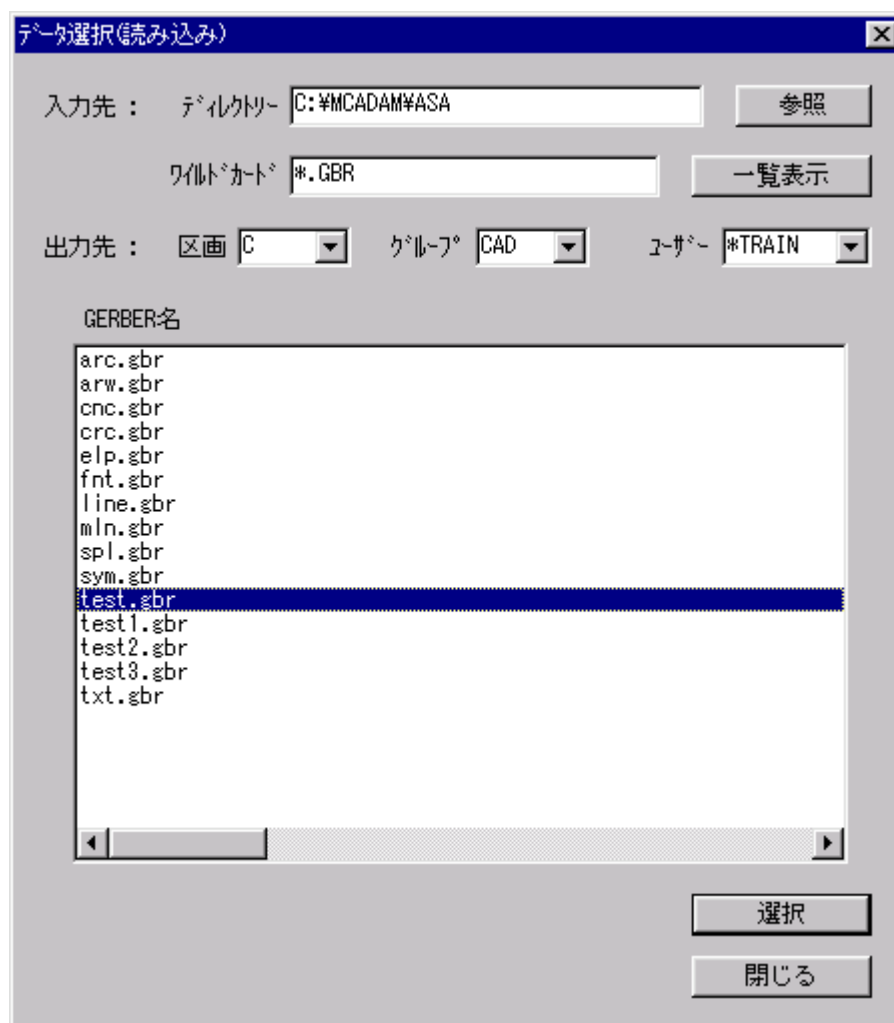 ﾃﾞｰﾀ選択(読み込み)
入力先： ﾃﾞｨﾚｸﾄﾘｰ C:¥MCADAM¥ASA 参照
ﾜｲﾙﾄﾞｶｰﾄﾞ *.GBR 一覧表示
出力先： 区画 C ｸﾞﾙｰﾌﾟ CAD ﾕｰｻﾞｰ *TRAIN
GERBER名
arc.gbr
arw.gbr
cnc.gbr
crc.gbr
elp.gbr
fnt.gbr
line.gbr
mln.gbr
spl.gbr
sym.gbr
test.gbr
test1.gbr
test2.gbr
test3.gbr
txt.gbr
選択
閉じる